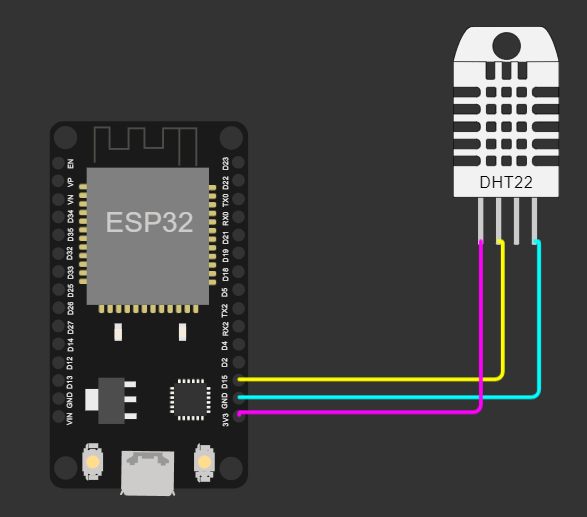 DHT22
ESP32
EN
VP
VN
D34
D35
D32
D33
D25
D26
D27
D14
D12
D13
GND
VIN
D23
D22
TX0
RX0
D21
D19
D18
D5
TX2
RX2
D4
D2
D15
GND
3V3